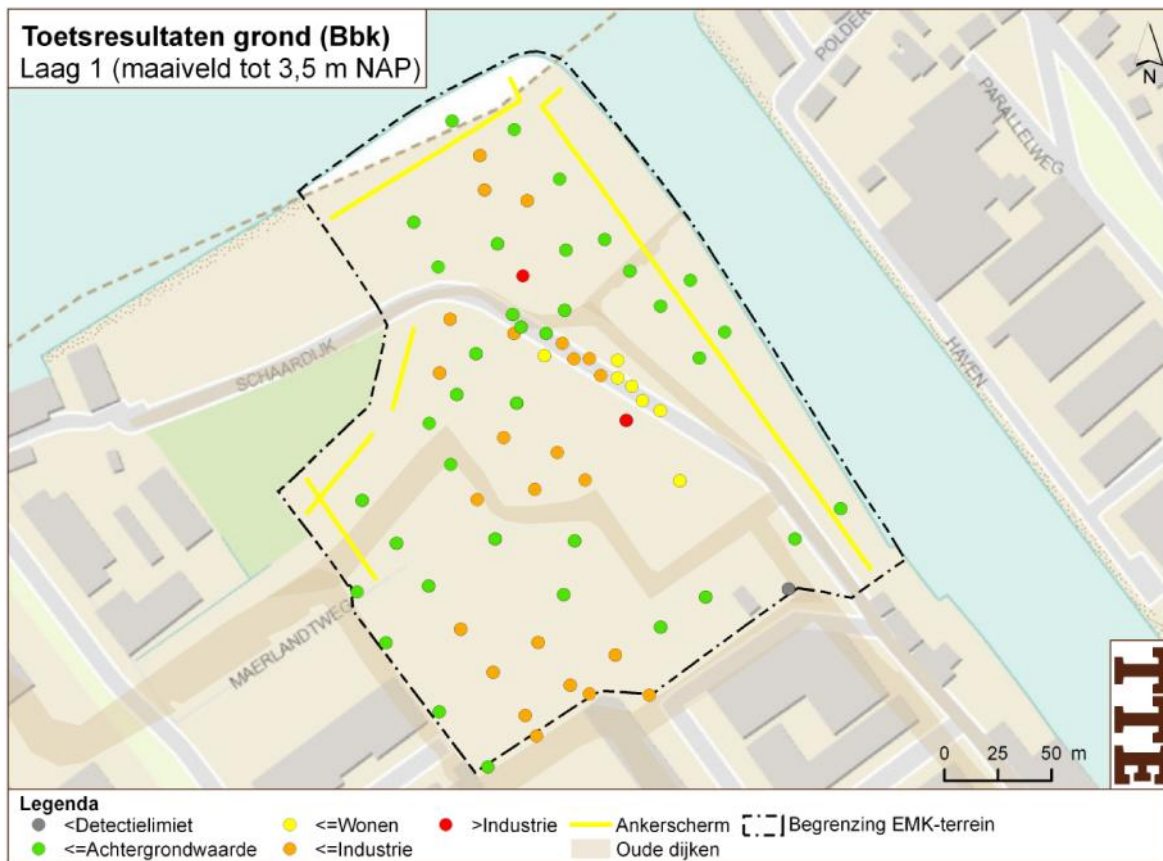 Toetsresultaten grond (Bbk)
Laag 1 (maaiveld tot 3,5 m NAP)
POLDER
N
PARALLELWEG
HAVEN
SCHAARDIJK
MAERLANDTWEG
TTE
0 25 50 m
Legenda
<Detectielimiet <=Wonen >Industrie Ankerscherm Begrenzing EMK-terrein
<=Achtergrondwaarde <=Industrie Oude dijken